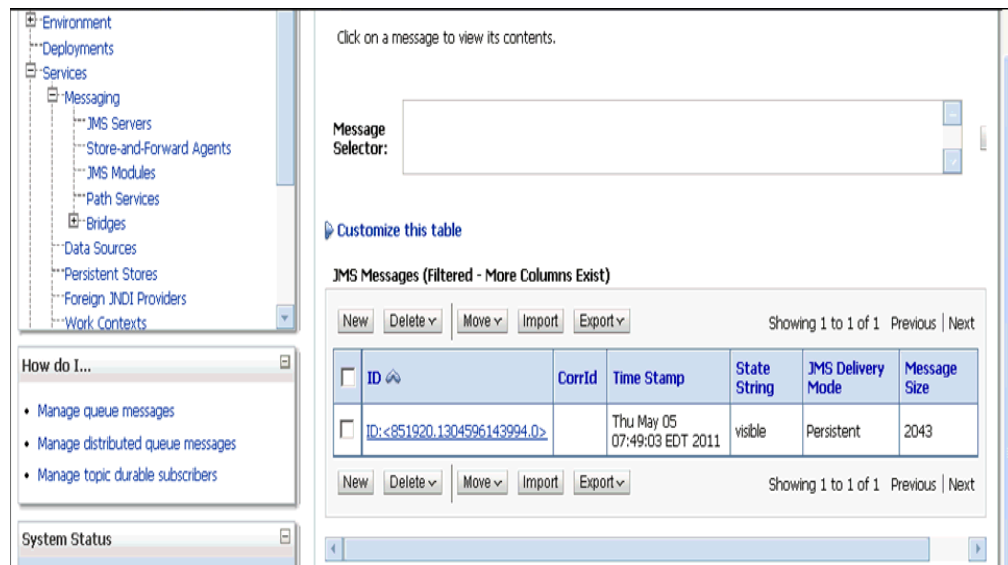 Environment
Deployments
Services
Messaging
JMS Servers
Store-and-Forward Agents
JMS Modules
Path Services
Bridges
Data Sources
Persistent Stores
Foreign JNDI Providers
Work Contexts
How do I...
Manage queue messages
Manage distributed queue messages
Manage topic durable subscribers
System Status
Click on a message to view its contents.
Message
Selector:
Customize this table
JMS Messages (Filtered - More Columns Exist)
New Delete Move Import Export Showing 1 to 1 of 1 Previous | Next
ID CorrId Time Stamp State String JMS Delivery Mode Message Size
ID:<851920.1304596143994.0> Thu May 05 07:49:03 EDT 2011 visible Persistent 2043
New Delete Move Import Export Showing 1 to 1 of 1 Previous | Next